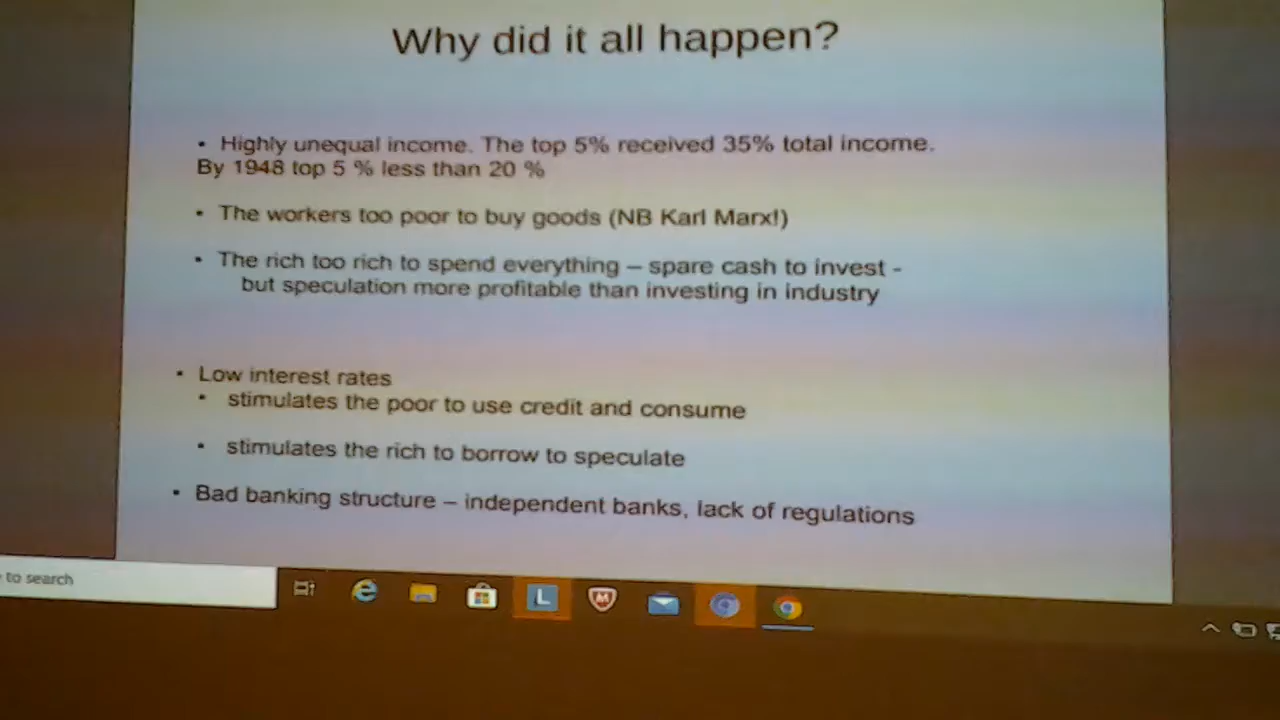 Why did it all happen?
• Highly unequal income. The top 5% received 35% total income.
By 1948 top 5 % less than 20 %
• The workers too poor to buy goods (NB Karl Marx!)
• The rich too rich to spend everything – spare cash to invest -
but speculation more profitable than investing in industry
• Low interest rates
• stimulates the poor to use credit and consume
• stimulates the rich to borrow to speculate
• Bad banking structure – independent banks, lack of regulations
to search
L